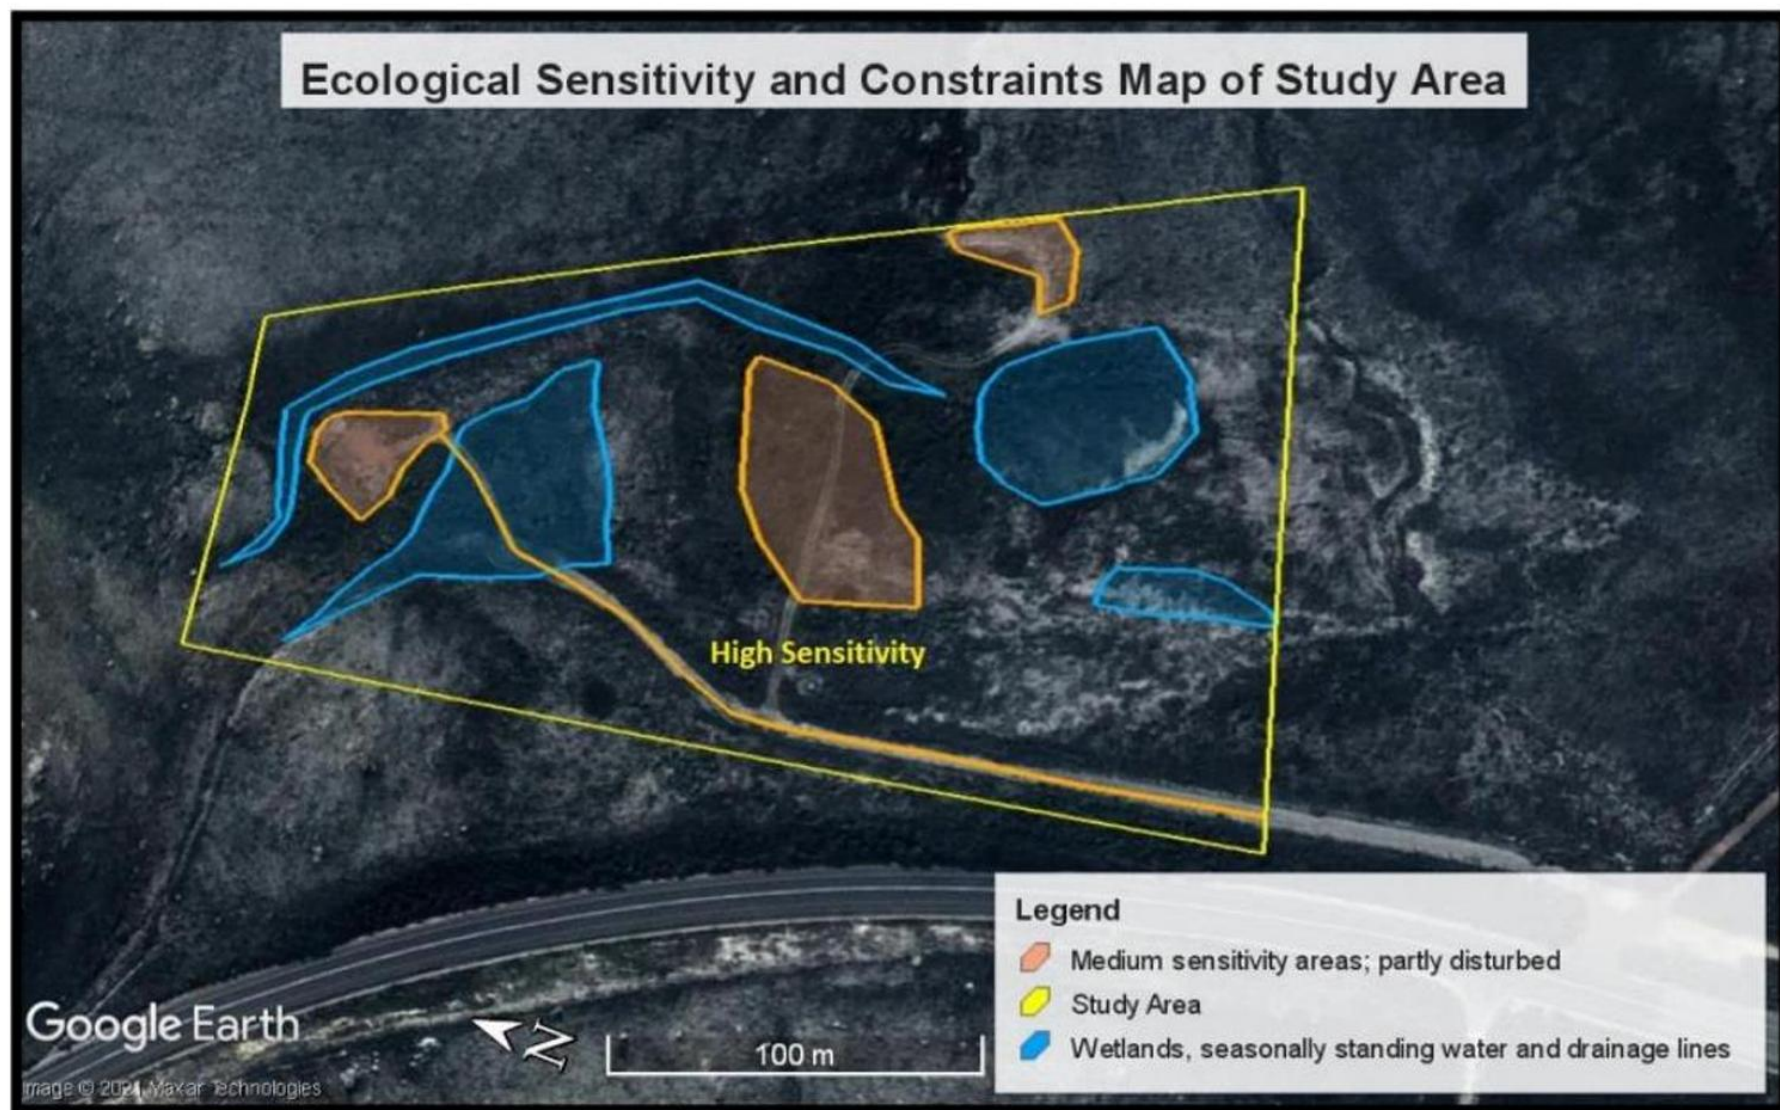 Ecological Sensitivity and Constraints Map of Study Area
High Sensitivity
Legend
Medium sensitivity areas; partly disturbed
Study Area
Wetlands, seasonally standing water and drainage lines
Google Earth
N
100 m
Image © 2021 Maxar Technologies